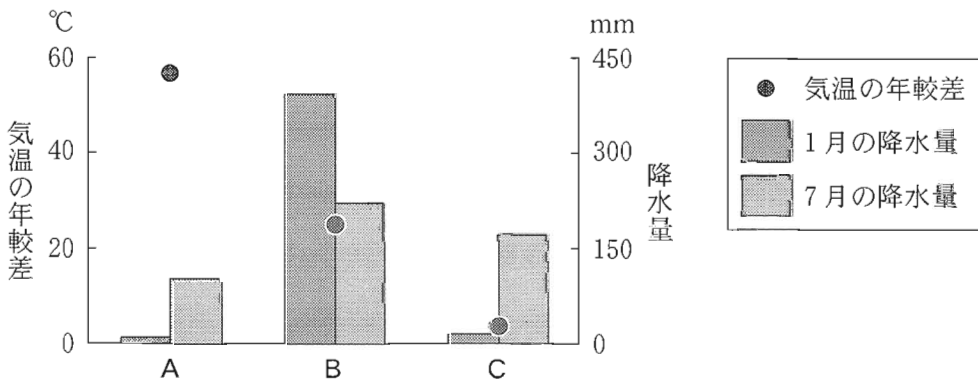 ℃
mm
60
40
20
0
気温の年較差
450
300
150
0
降水量
A
B
C
気温の年較差
1月の降水量
7月の降水量